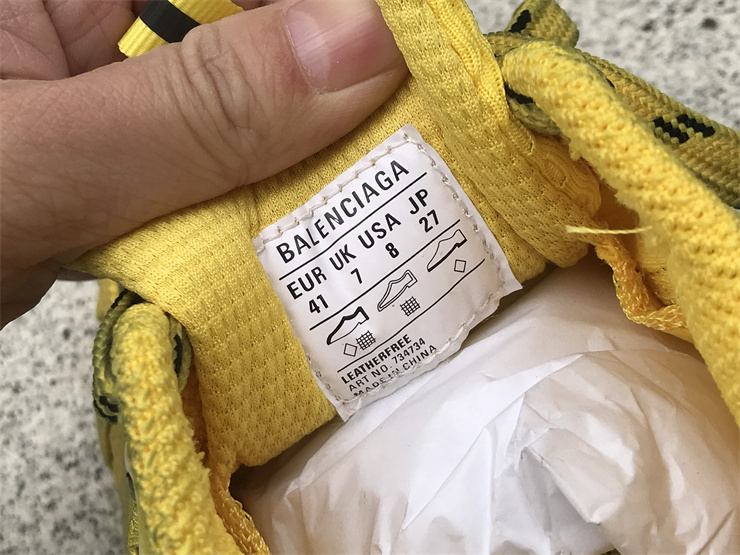 BALENCIAGA
EUR UK USA JP
41 7 8 27
LEATHERFREE
ART NO. 734734
MADE IN CHINA